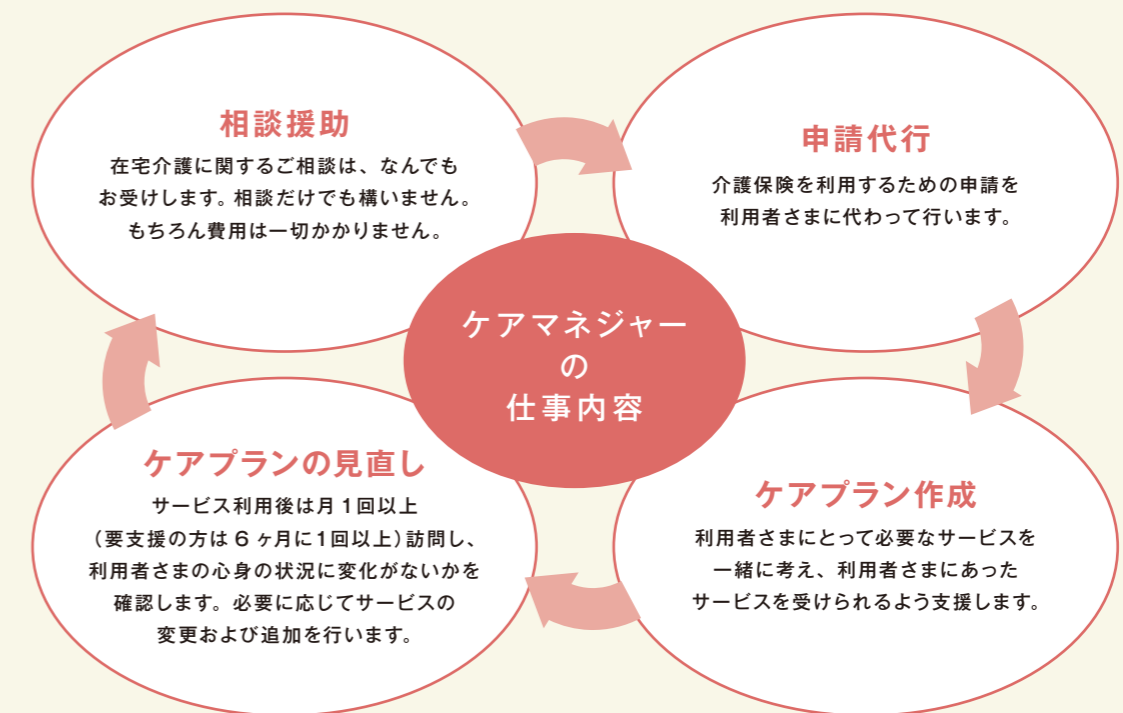 相談援助
在宅介護に関するご相談は、なんでも
お受けします。相談だけでも構いません。
もちろん費用は一切かかりません。
申請代行
介護保険を利用するための申請を
利用者さまに代わって行います。
ケアマネジャー
の
仕事内容
ケアプラン作成
利用者さまにとって必要なサービスを
一緒に考え、利用者さまにあった
サービスを受けられるよう支援します。
ケアプランの見直し
サービス利用後は月1回以上
（要支援の方は6ヶ月に1回以上）訪問し、
利用者さまの心身の状況に変化がないかを
確認します。必要に応じてサービスの
変更および追加を行います。